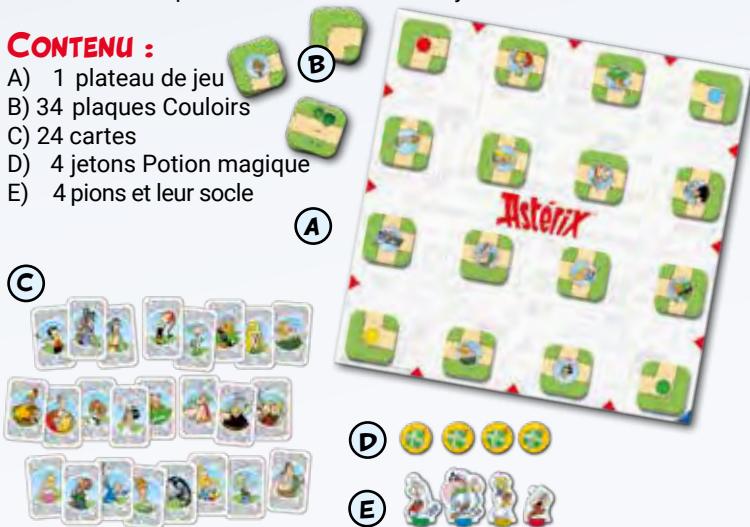 CONTENU :
A) 1 plateau de jeu
B) 34 plaques Couloirs
C) 24 cartes
D) 4 jetons Potion magique
E) 4 pions et leur socle
B
A
Astérix
C
D
E